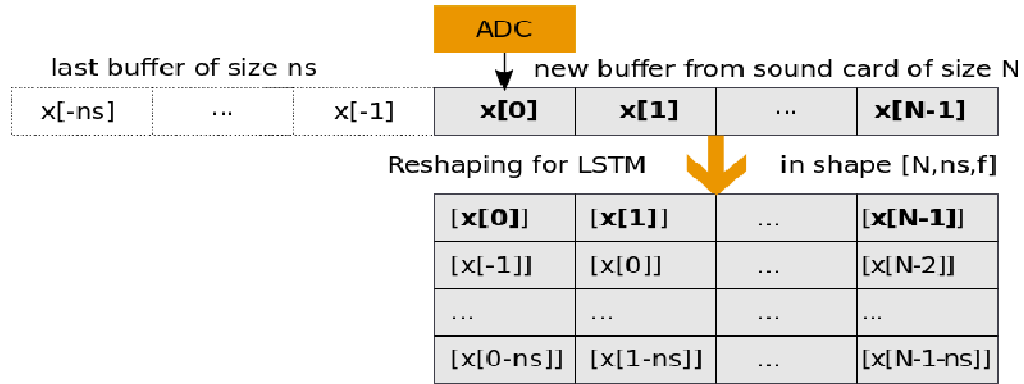 ADC
last buffer of size ns
new buffer from sound card of size N
x[-ns] ... x[-1] x[0] x[1] ... x[N-1]
Reshaping for LSTM in shape [N,ns,f]
[x[0]] [x[1]] ... [x[N-1]]
[x[-1]] [x[0]] ... [x[N-2]]
... ... ... ...
[x[0-ns]] [x[1-ns]] ... [x[N-1-ns]]